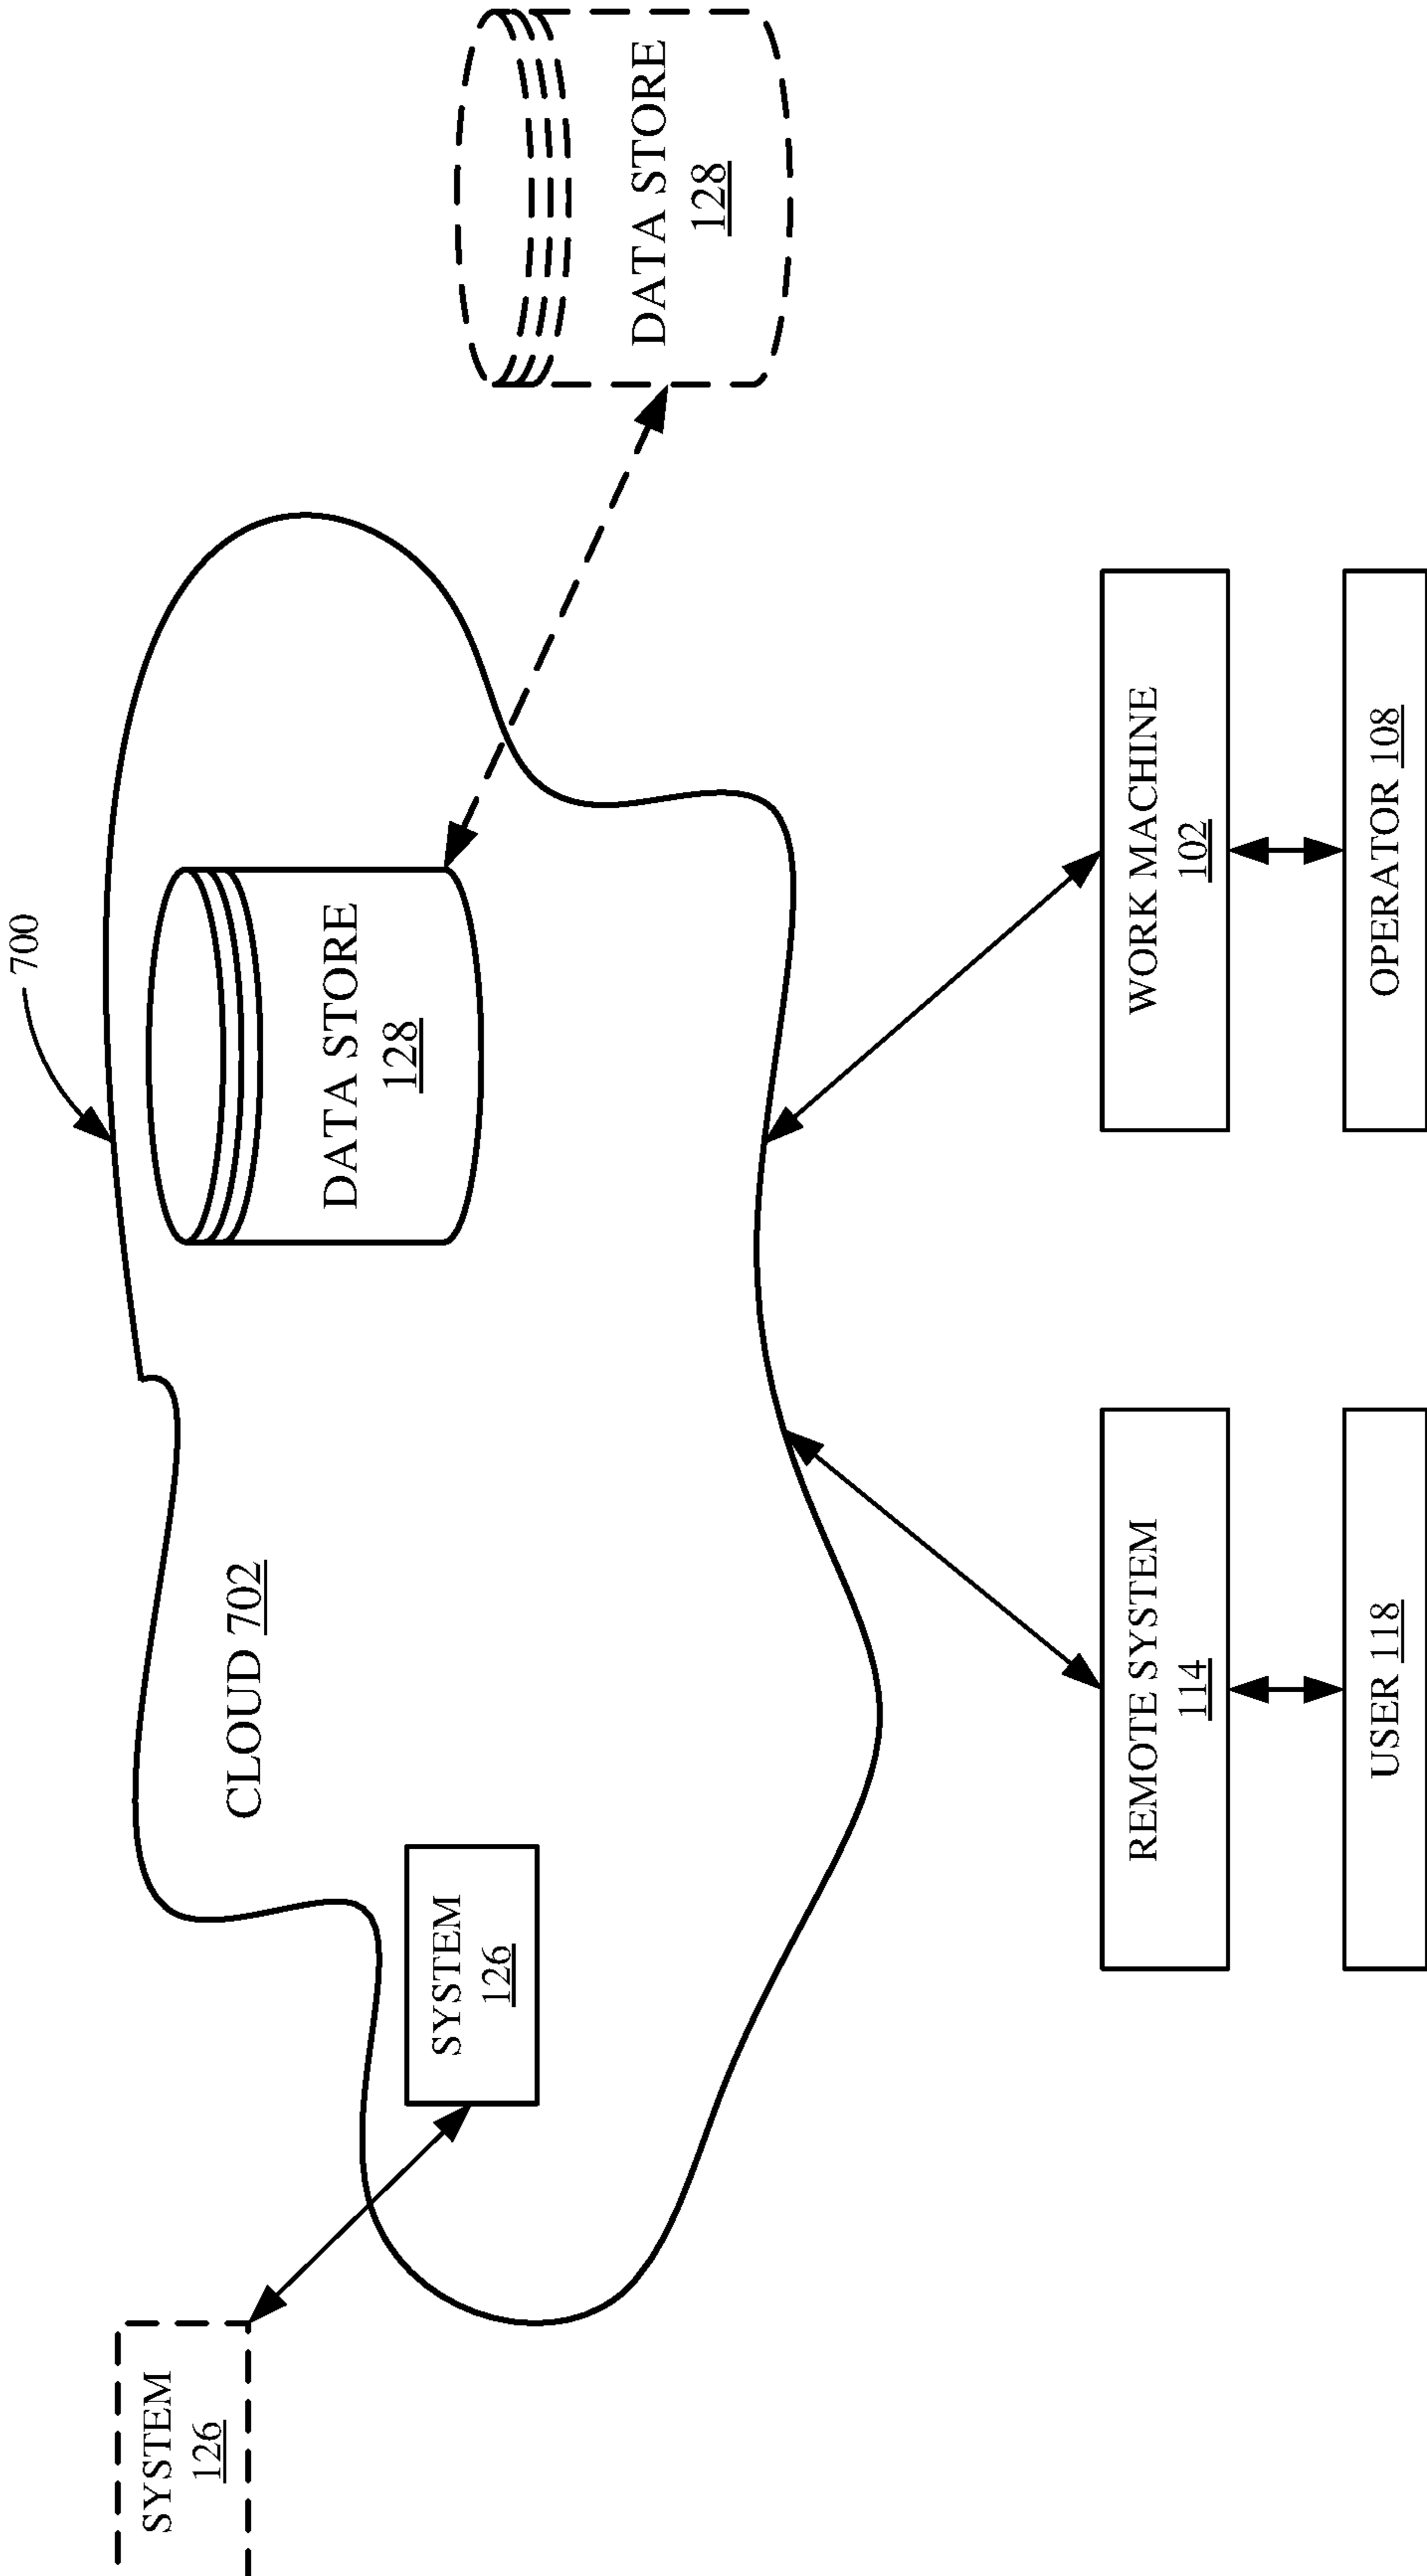 700
SYSTEM
126
CLOUD 702
DATA STORE
128
SYSTEM
126
DATA STORE
128
REMOTE SYSTEM
114
WORK MACHINE
102
USER 118
OPERATOR 108